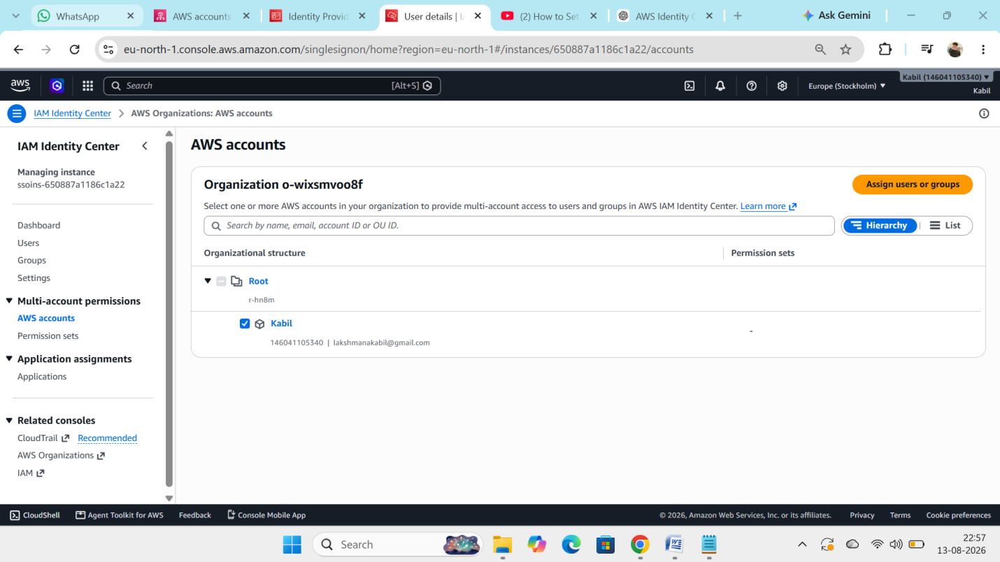 WhatsApp
AWS accounts
Identity Provid
User details | I
(2) How to Set
AWS Identity C
Ask Gemini
eu-north-1.console.aws.amazon.com/singlesignon/home?region=eu-north-1#/instances/650887a1186c1a22/accounts
aws
Search
[Alt+S]
Europe (Stockholm)
Kabil (146041105340)
Kabil
IAM Identity Center
AWS Organizations: AWS accounts
IAM Identity Center
Managing instance
ssoins-650887a1186c1a22
Dashboard
Users
Groups
Settings
Multi-account permissions
AWS accounts
Permission sets
Application assignments
Applications
Related consoles
CloudTrail Recommended
AWS Organizations
IAM
AWS accounts
Organization o-wixsmvoo8f
Assign users or groups
Select one or more AWS accounts in your organization to provide multi-account access to users and groups in AWS IAM Identity Center. Learn more
Search by name, email, account ID or OU ID.
Hierarchy
List
Organizational structure
Permission sets
Root
r-hn8m
Kabil
-
146041105340 | lakshmanakabil@gmail.com
CloudShell
Agent Toolkit for AWS
Feedback
Console Mobile App
© 2026, Amazon Web Services, Inc. or its affiliates.
Privacy
Terms
Cookie preferences
Search
22:57
13-08-2026